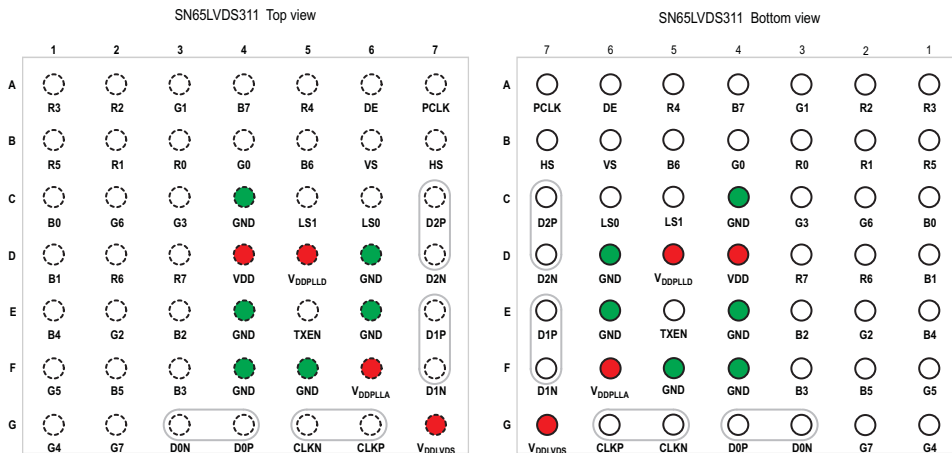 SN65LVDS311 Top view
1 2 3 4 5 6 7
A
R3 R2 G1 B7 R4 DE PCLK
B
R5 R1 R0 G0 B6 VS HS
C
B0 G6 G3 GND LS1 LS0 D2P
D
B1 R6 R7 VDD VDDPLLD GND D2N
E
B4 G2 B2 GND TXEN GND D1P
F
G5 B5 B3 GND GND VDDPLLA D1N
G
G4 G7 D0N D0P CLKN CLKP VDDLVDS
SN65LVDS311 Bottom view
7 6 5 4 3 2 1
A
PCLK DE R4 B7 G1 R2 R3
B
HS VS B6 G0 R0 R1 R5
C
D2P LS0 LS1 GND G3 G6 B0
D
D2N GND VDDPLLD VDD R7 R6 B1
E
D1P GND TXEN GND B2 G2 B4
F
D1N VDDPLLA GND GND B3 B5 G5
G
VDDLVDS CLKP CLKN D0P D0N G7 G4